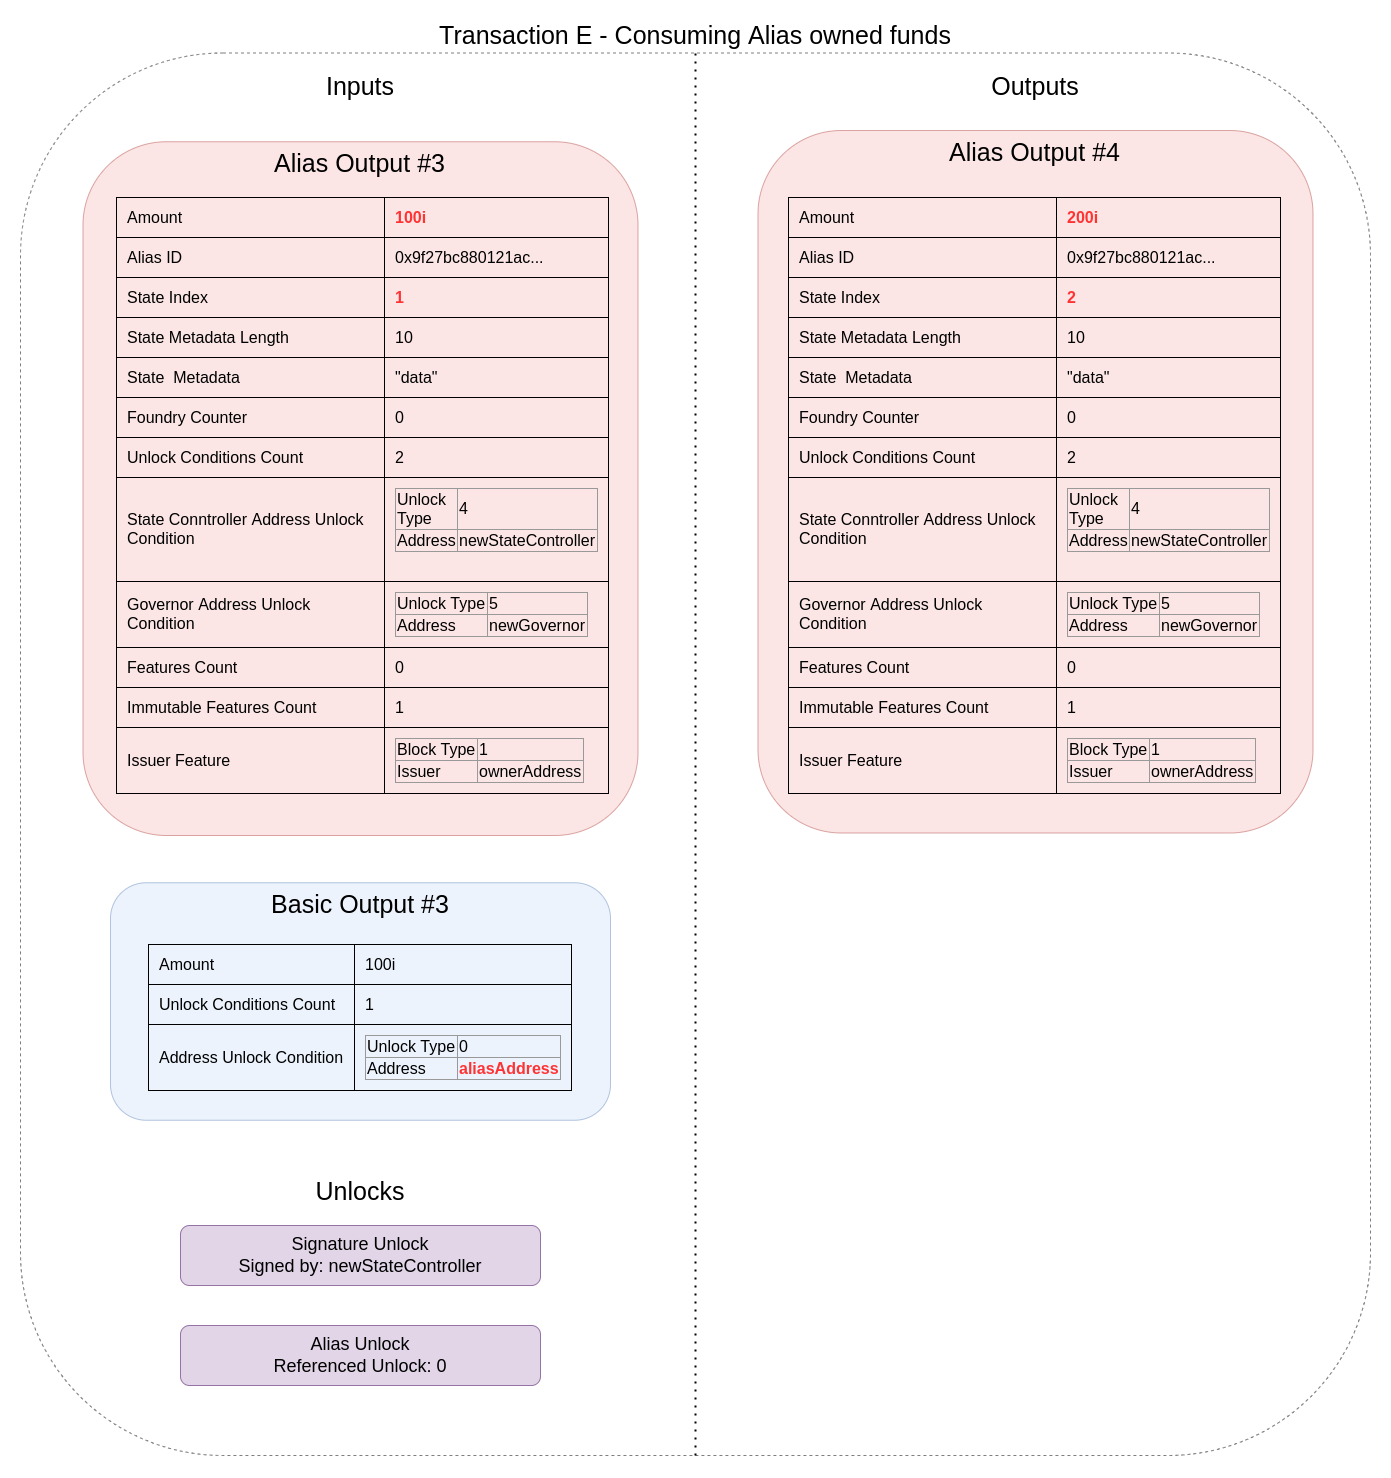 Transaction E - Consuming Alias owned funds
Inputs
Alias Output #3
Amount 100i
Alias ID 0x9f27bc880121ac...
State Index 1
State Metadata Length 10
State  Metadata "data"
Foundry Counter 0
Unlock Conditions Count 2
State Conntroller Address Unlock
Condition
Unlock
Type 4
Address newStateController
Governor Address Unlock
Condition
Unlock Type 5
Address newGovernor
Features Count 0
Immutable Features Count 1
Issuer Feature
Block Type 1
Issuer ownerAddress
Basic Output #3
Amount 100i
Unlock Conditions Count 1
Address Unlock Condition
Unlock Type 0
Address aliasAddress
Unlocks
Signature Unlock
Signed by: newStateController
Alias Unlock
Referenced Unlock: 0
Outputs
Alias Output #4
Amount 200i
Alias ID 0x9f27bc880121ac...
State Index 2
State Metadata Length 10
State  Metadata "data"
Foundry Counter 0
Unlock Conditions Count 2
State Conntroller Address Unlock
Condition
Unlock
Type 4
Address newStateController
Governor Address Unlock
Condition
Unlock Type 5
Address newGovernor
Features Count 0
Immutable Features Count 1
Issuer Feature
Block Type 1
Issuer ownerAddress